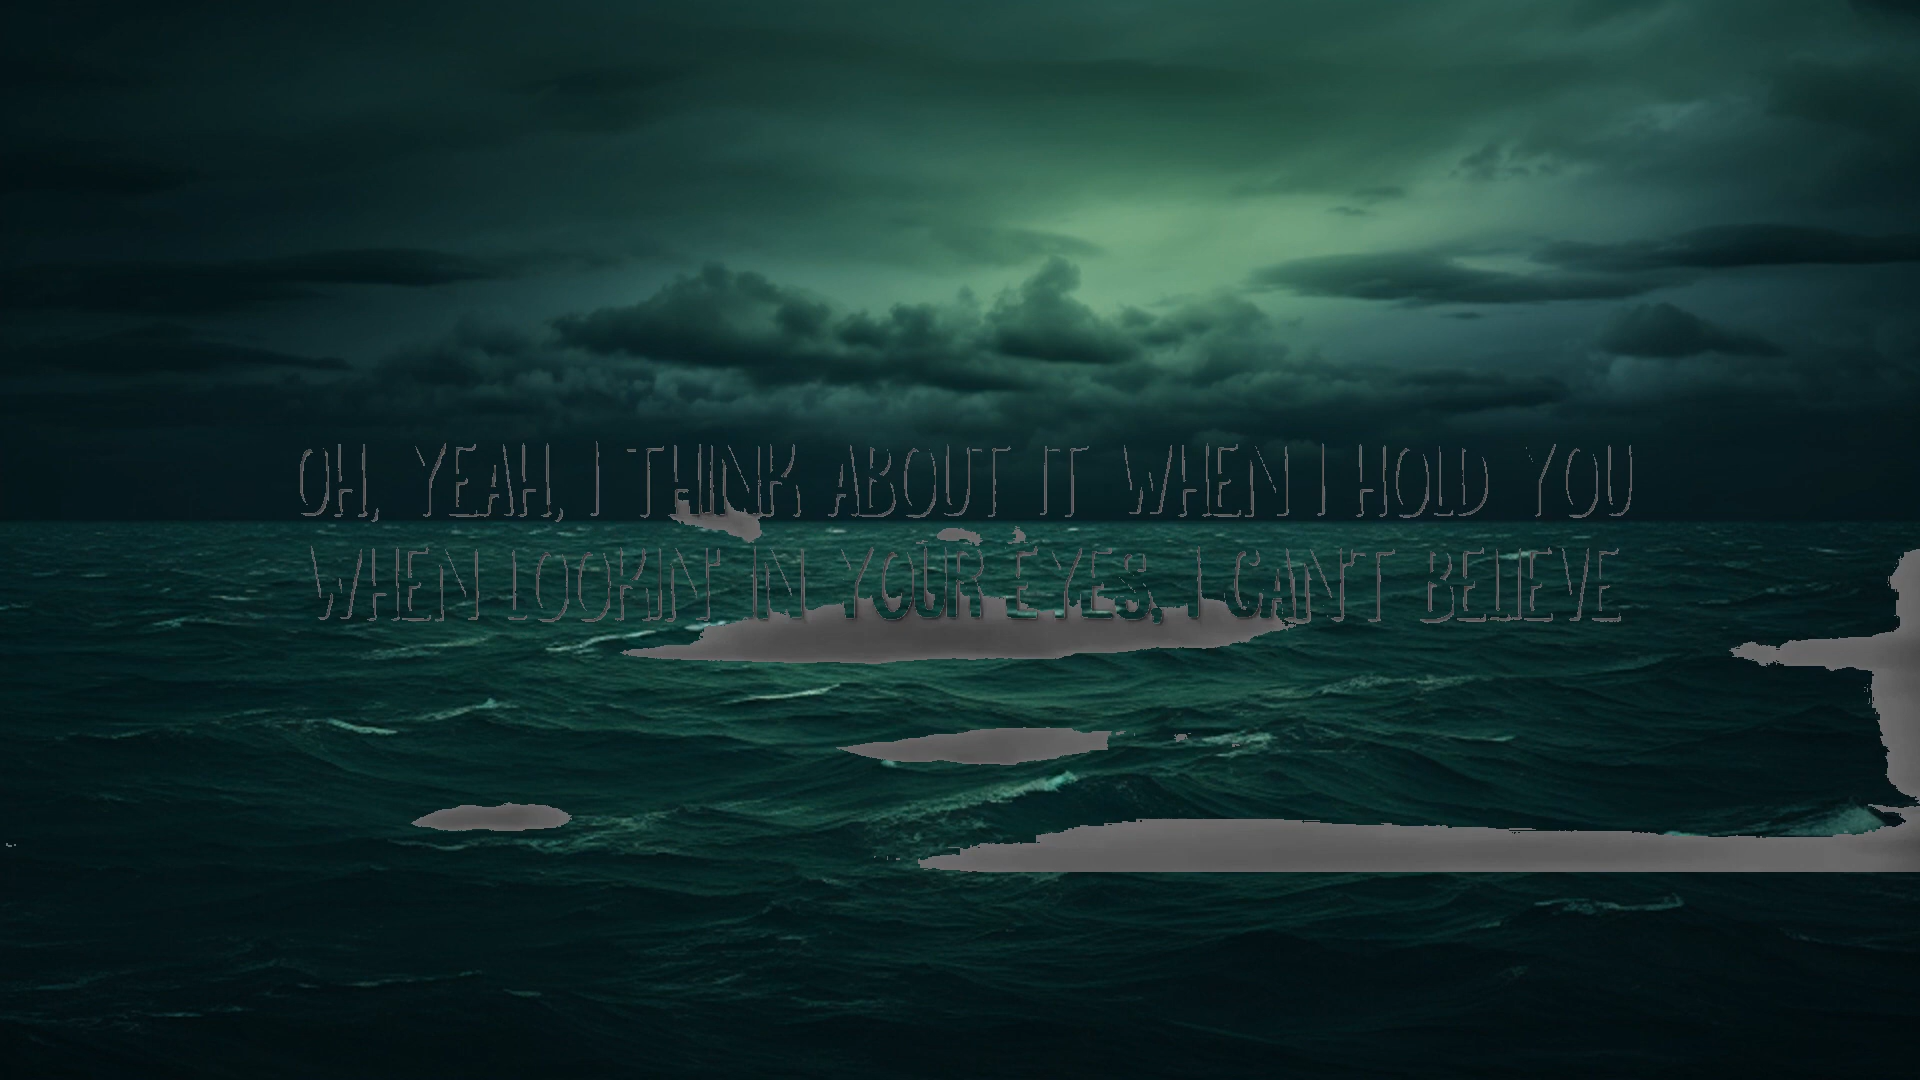 OH, YEAH, I THINK ABOUT IT WHEN I HOLD YOU
WHEN LOOKIN' IN YOUR EYES, I CAN'T BELIEVE